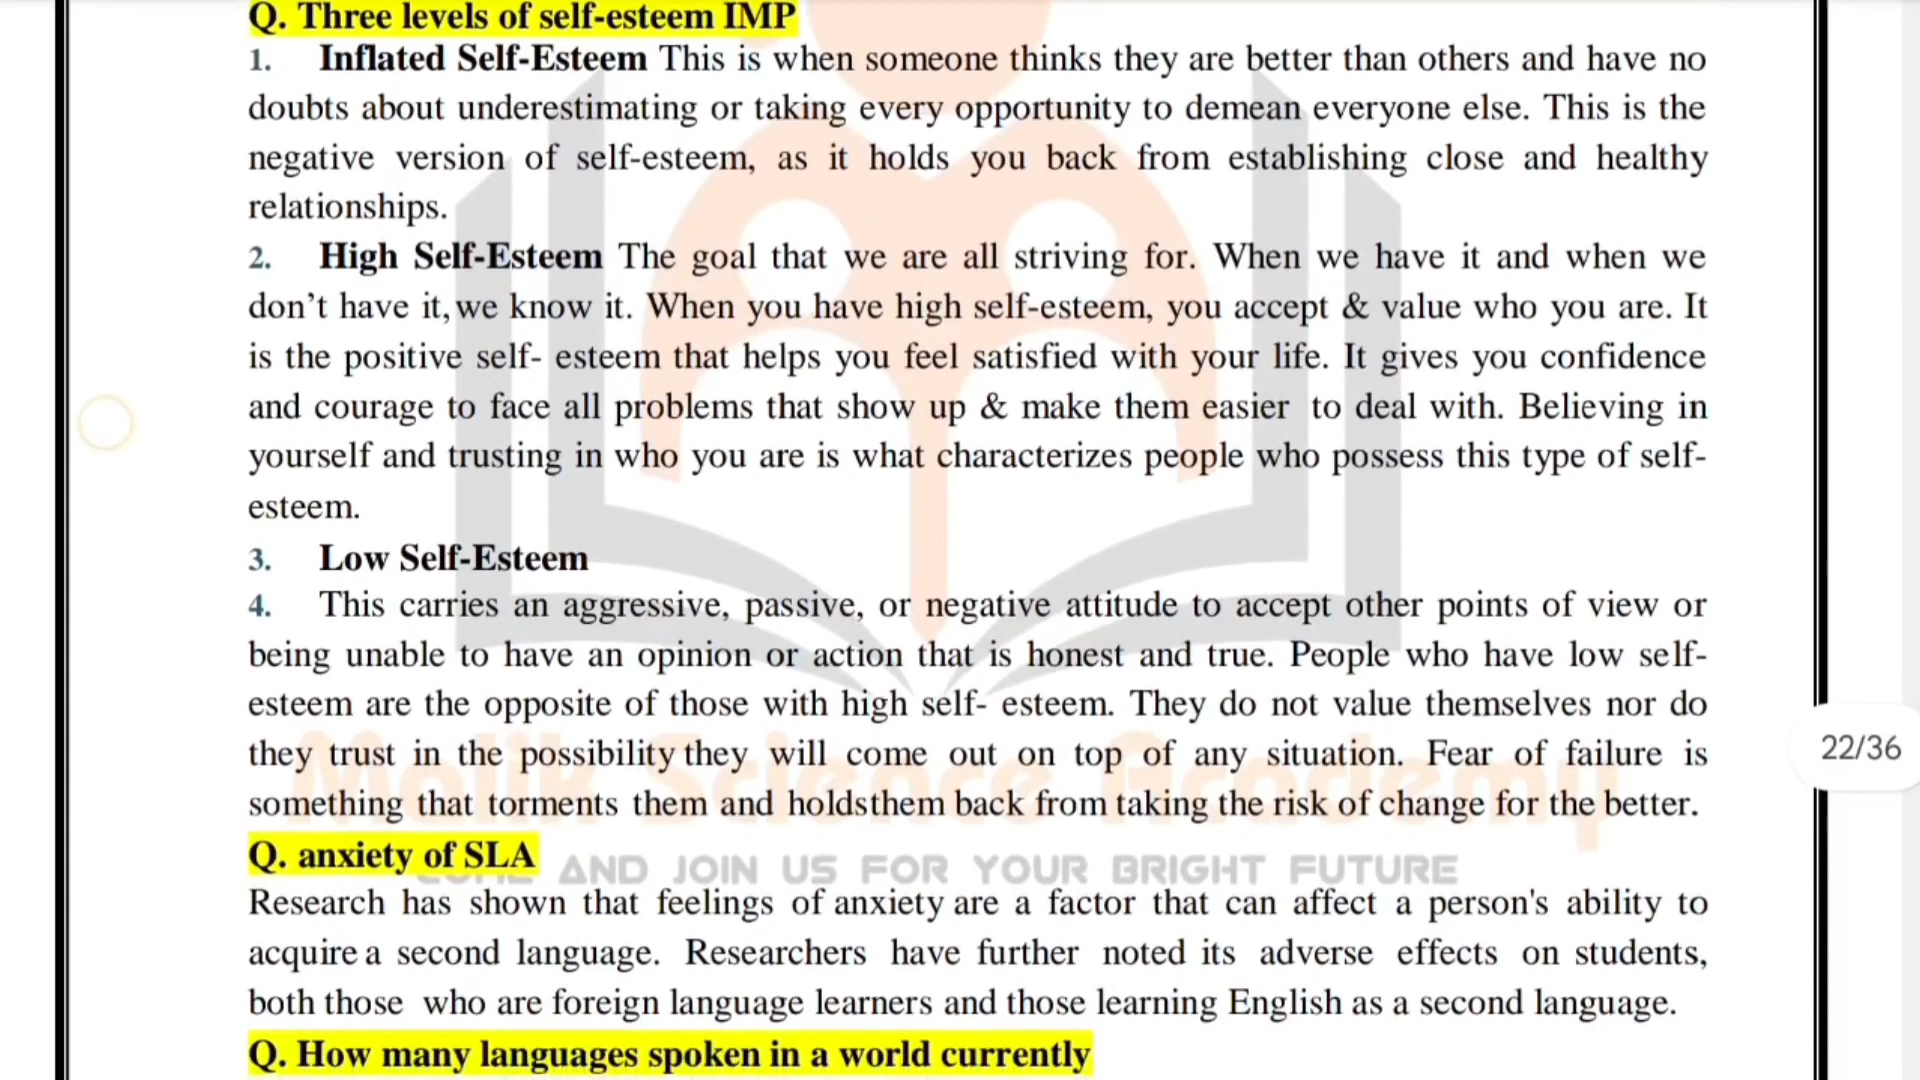 Q. Three levels of self-esteem IMP
1. Inflated Self-Esteem This is when someone thinks they are better than others and have no
doubts about underestimating or taking every opportunity to demean everyone else. This is the
negative version of self-esteem, as it holds you back from establishing close and healthy
relationships.
2. High Self-Esteem The goal that we are all striving for. When we have it and when we
don’t have it, we know it. When you have high self-esteem, you accept & value who you are. It
is the positive self- esteem that helps you feel satisfied with your life. It gives you confidence
and courage to face all problems that show up & make them easier to deal with. Believing in
yourself and trusting in who you are is what characterizes people who possess this type of self-
esteem.
3. Low Self-Esteem
4. This carries an aggressive, passive, or negative attitude to accept other points of view or
being unable to have an opinion or action that is honest and true. People who have low self-
esteem are the opposite of those with high self- esteem. They do not value themselves nor do
they trust in the possibility they will come out on top of any situation. Fear of failure is
22/36
Malik Science Academy
something that torments them and holdsthem back from taking the risk of change for the better.
Q. anxiety of SLA
COME AND JOIN US FOR YOUR BRIGHT FUTURE
Research has shown that feelings of anxiety are a factor that can affect a person's ability to
acquire a second language. Researchers have further noted its adverse effects on students,
both those who are foreign language learners and those learning English as a second language.
Q. How many languages spoken in a world currently